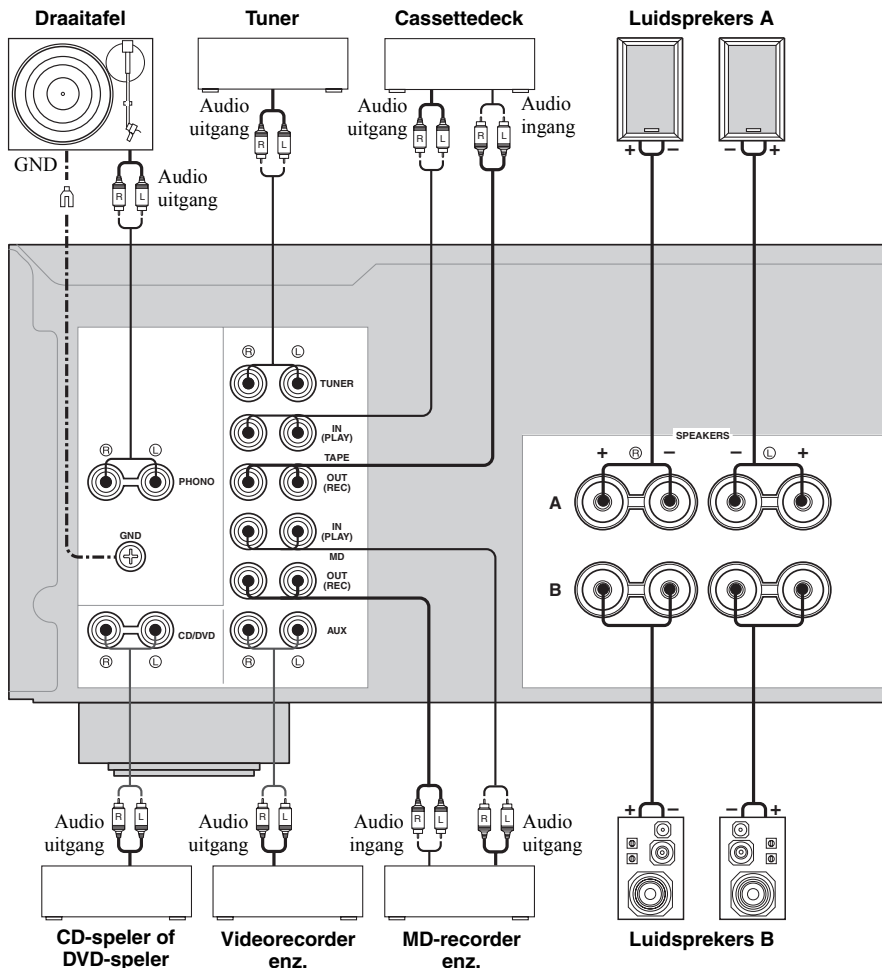 Draaitafel
Tuner
Cassettedeck
Luidsprekers A
Audio
uitgang
R L
Audio
uitgang
R L
Audio
ingang
R L
+ −
− +
GND
Audio
uitgang
R L
R L
TUNER
IN
(PLAY)
TAPE
OUT
(REC)
IN
(PLAY)
MD
OUT
(REC)
R L
PHONO
GND
CD/DVD
R L
AUX
R L
SPEAKERS
+ R −
− L +
A
B
Audio
uitgang
R L
Audio
uitgang
R L
Audio
ingang
R L
Audio
uitgang
R L
+ −
− +
CD-speler of
DVD-speler
Videorecorder
enz.
MD-recorder
enz.
Luidsprekers B